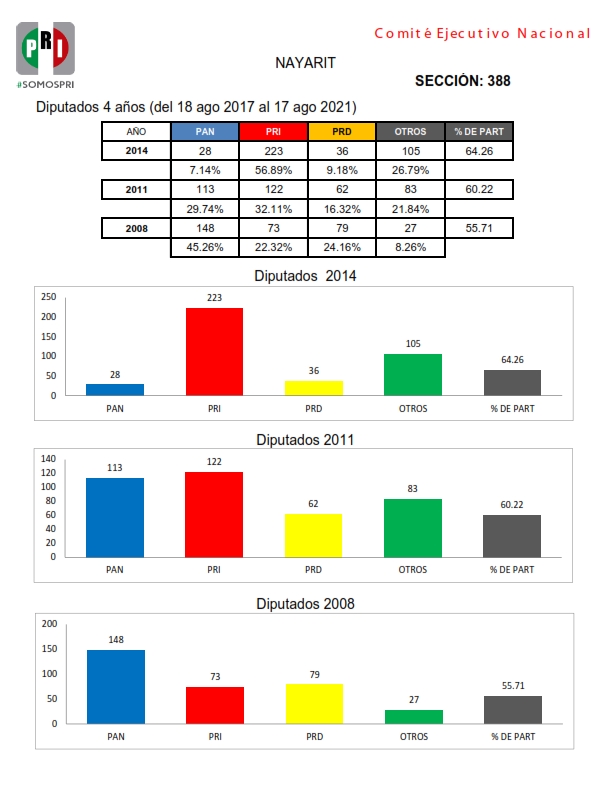 Comité Ejecutivo Nacional
PRI
#SOMOSPRI
NAYARIT
SECCIÓN: 388
Diputados 4 años (del 18 ago 2017 al 17 ago 2021)
AÑO PAN PRI PRD OTROS % DE PART
2014 28 223 36 105 64.26
7.14% 56.89% 9.18% 26.79%
2011 113 122 62 83 60.22
29.74% 32.11% 16.32% 21.84%
2008 148 73 79 27 55.71
45.26% 22.32% 24.16% 8.26%
Diputados 2014
250
200
150
100
50
0
28 223 36 105 64.26
PAN PRI PRD OTROS % DE PART
Diputados 2011
140
120
100
80
60
40
20
0
113 122 62 83 60.22
PAN PRI PRD OTROS % DE PART
Diputados 2008
200
150
100
50
0
148 73 79 27 55.71
PAN PRI PRD OTROS % DE PART